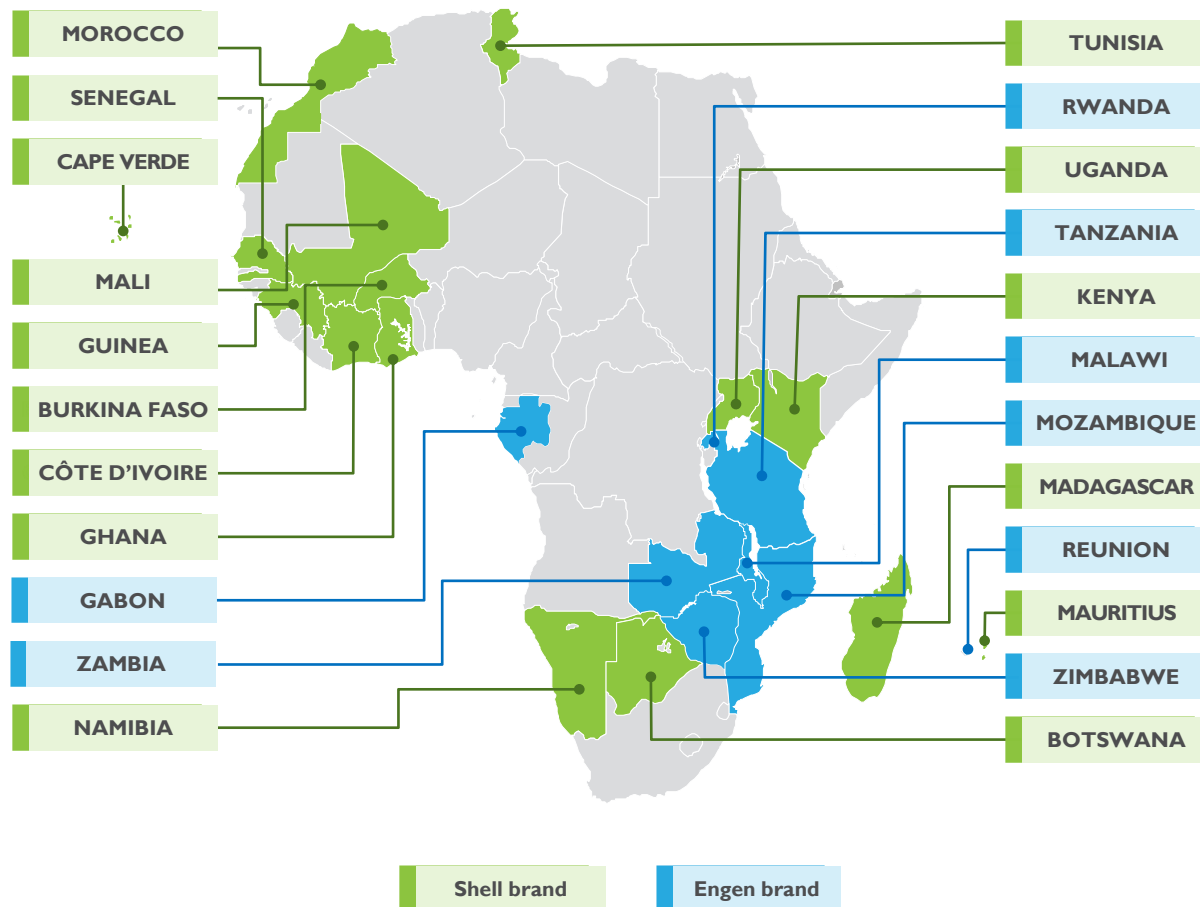 MOROCCO
SENEGAL
CAPE VERDE
MALI
GUINEA
BURKINA FASO
CÔTE D’IVOIRE
GHANA
GABON
ZAMBIA
NAMIBIA
TUNISIA
RWANDA
UGANDA
TANZANIA
KENYA
MALAWI
MOZAMBIQUE
MADAGASCAR
REUNION
MAURITIUS
ZIMBABWE
BOTSWANA
Shell brand
Engen brand